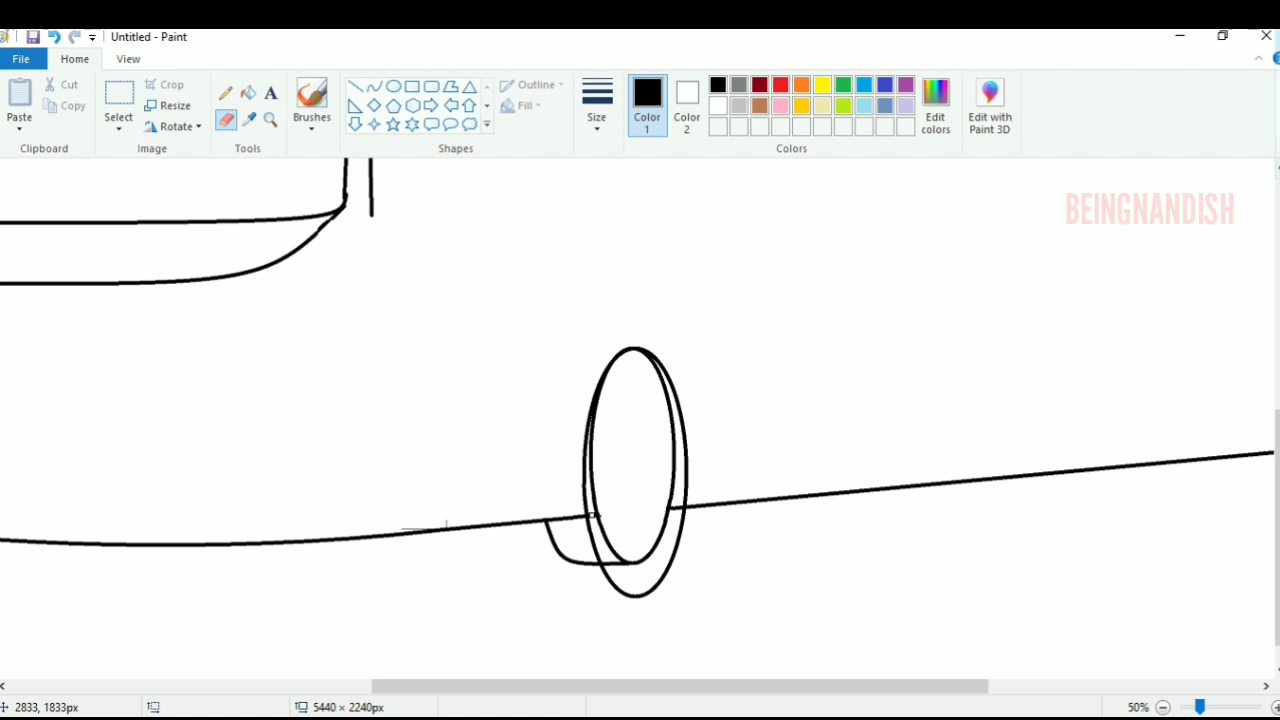 Untitled - Paint
File Home View
Paste Cut Copy Clipboard
Select Crop Resize Rotate Image
Tools
Brushes
Shapes
Outline Fill
Size
Color 1 Color 2 Edit colors Colors
Edit with Paint 3D
BEINGNANDISH
2833, 1833px 5440 × 2240px 50%